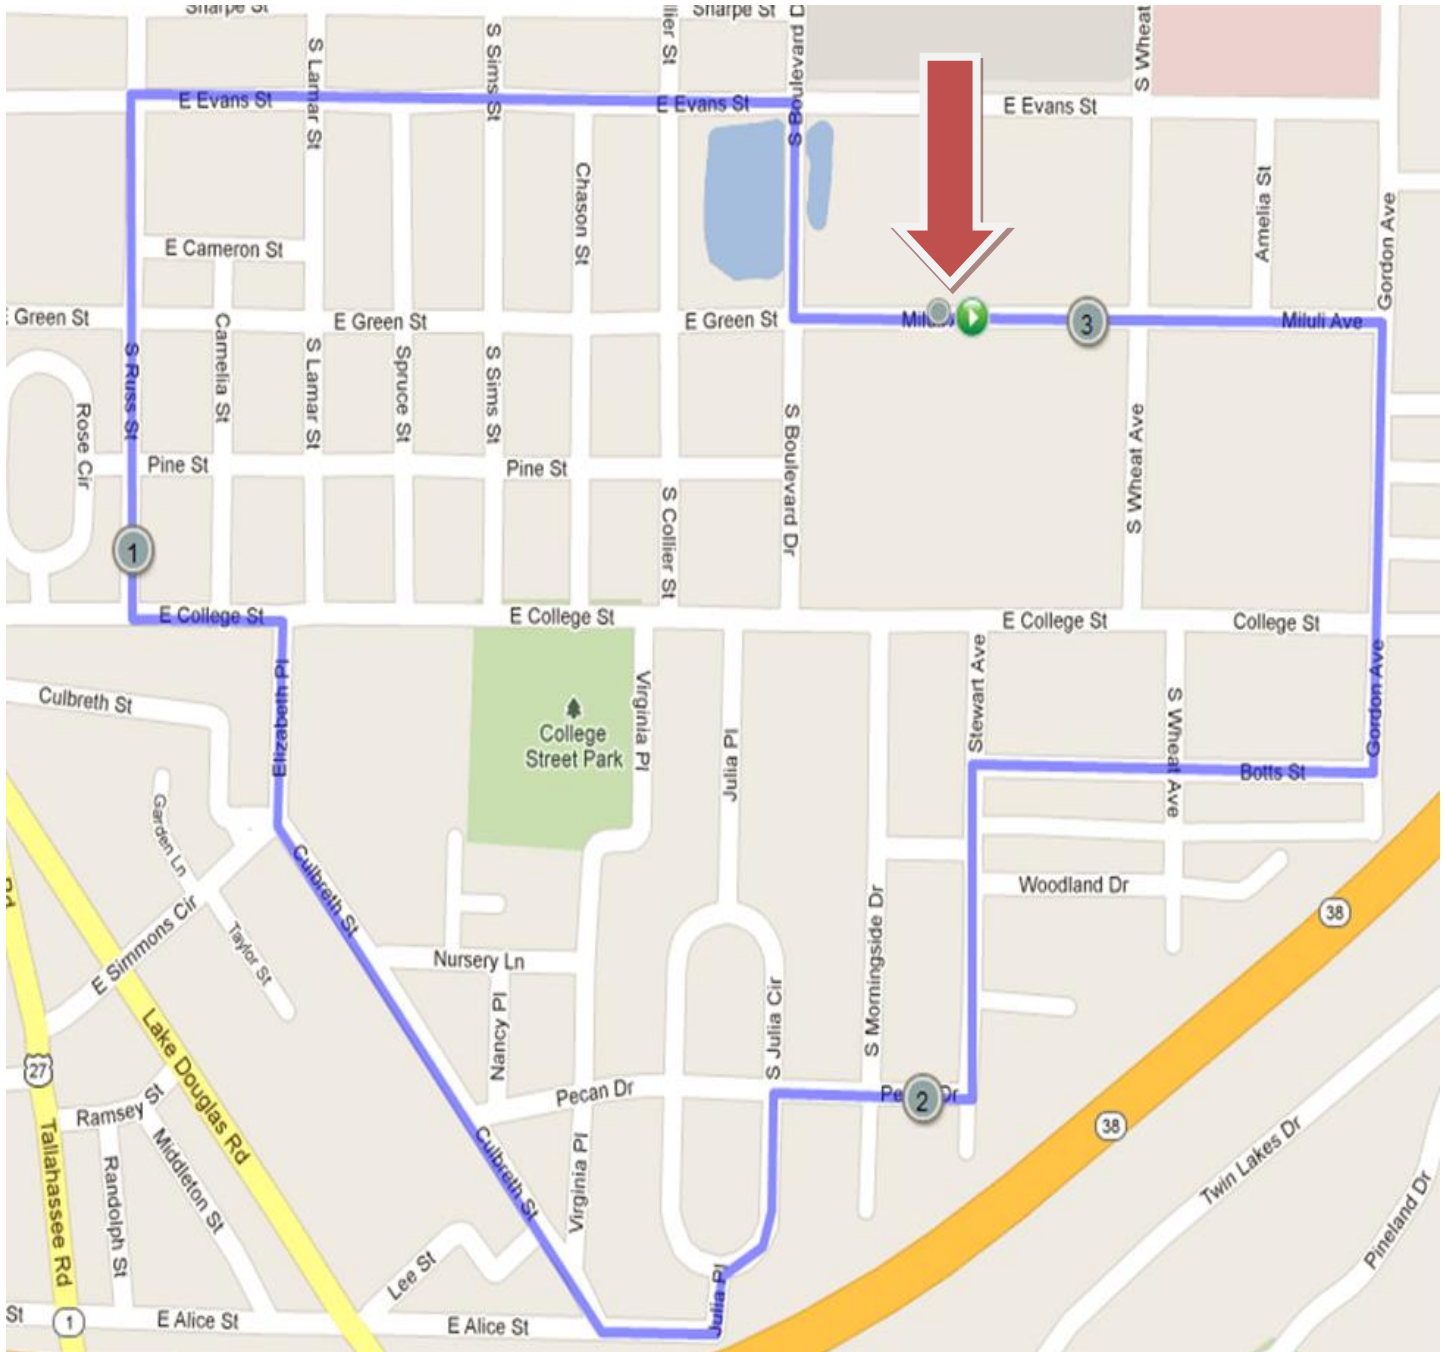 Sharpe St
Sharpe St
S Lamar St
S Sims St
llier St
S Boulevard D
S Wheat
E Evans St
E Evans St
E Evans St
Chason St
Amelia St
Gordon Ave
E Cameron St
E Green St
E Green St
E Green St
3
Miluli Ave
S Russ St
Camelia St
S Lamar St
Spruce St
S Sims St
Rose Cir
Pine St
Pine St
S Collier St
S Boulevard Dr
S Wheat Ave
1
E College St
E College St
E College St
College St
Elizabeth Pl
Culbreth St
College
Street Park
Virginia Pl
Julia Pl
Stewart Ave
S Wheat Ave
Gordon Ave
Botts St
Garden Ln
Culbreth St
Woodland Dr
Rd
E Simmons Cir
Taylor St
Nursery Ln
Nancy Pl
S Julia Cir
S Morningside Dr
38
27
Lake Douglas Rd
Pecan Dr
2
38
Ramsey St
Middleton St
Randolph St
Tallahassee Rd
Culbreth St
Virginia Pl
Twin Lakes Dr
Pineland Dr
Lee St
Julia Pl
St
1
E Alice St
E Alice St